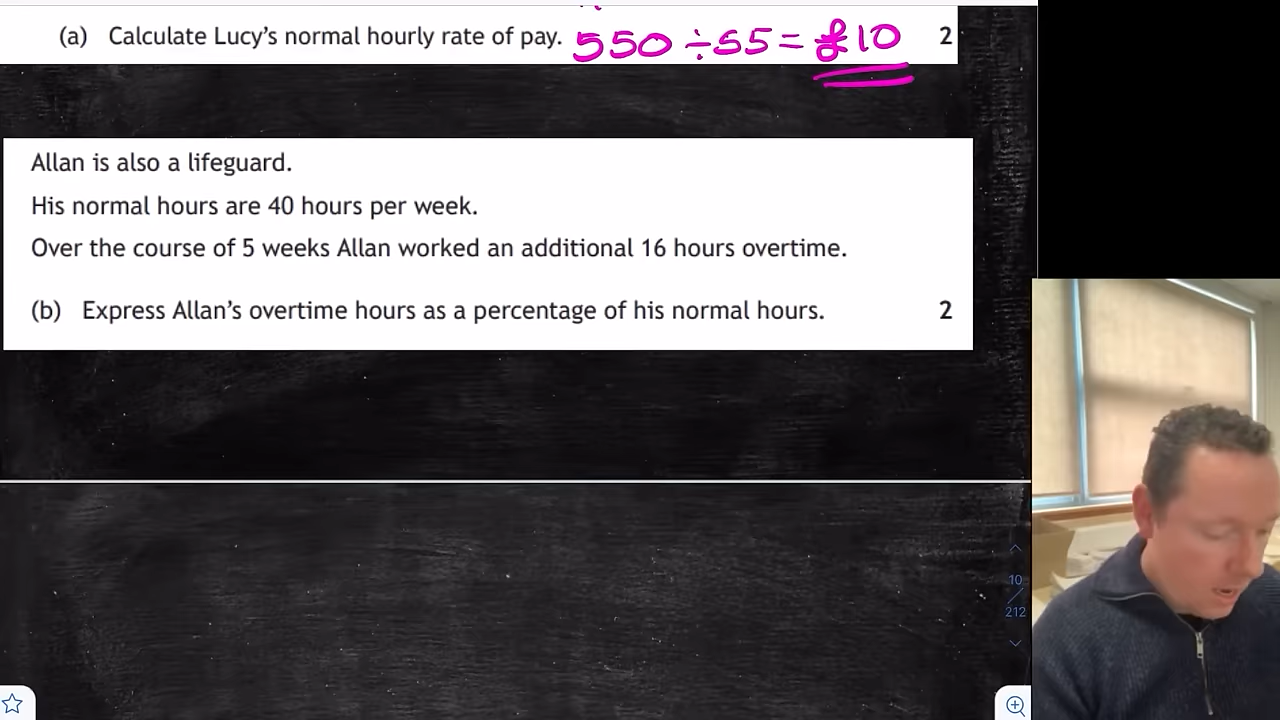 (a) Calculate Lucy's normal hourly rate of pay. 550 ÷ 55 = £10 2
Allan is also a lifeguard.
His normal hours are 40 hours per week.
Over the course of 5 weeks Allan worked an additional 16 hours overtime.
(b) Express Allan's overtime hours as a percentage of his normal hours. 2
10
212